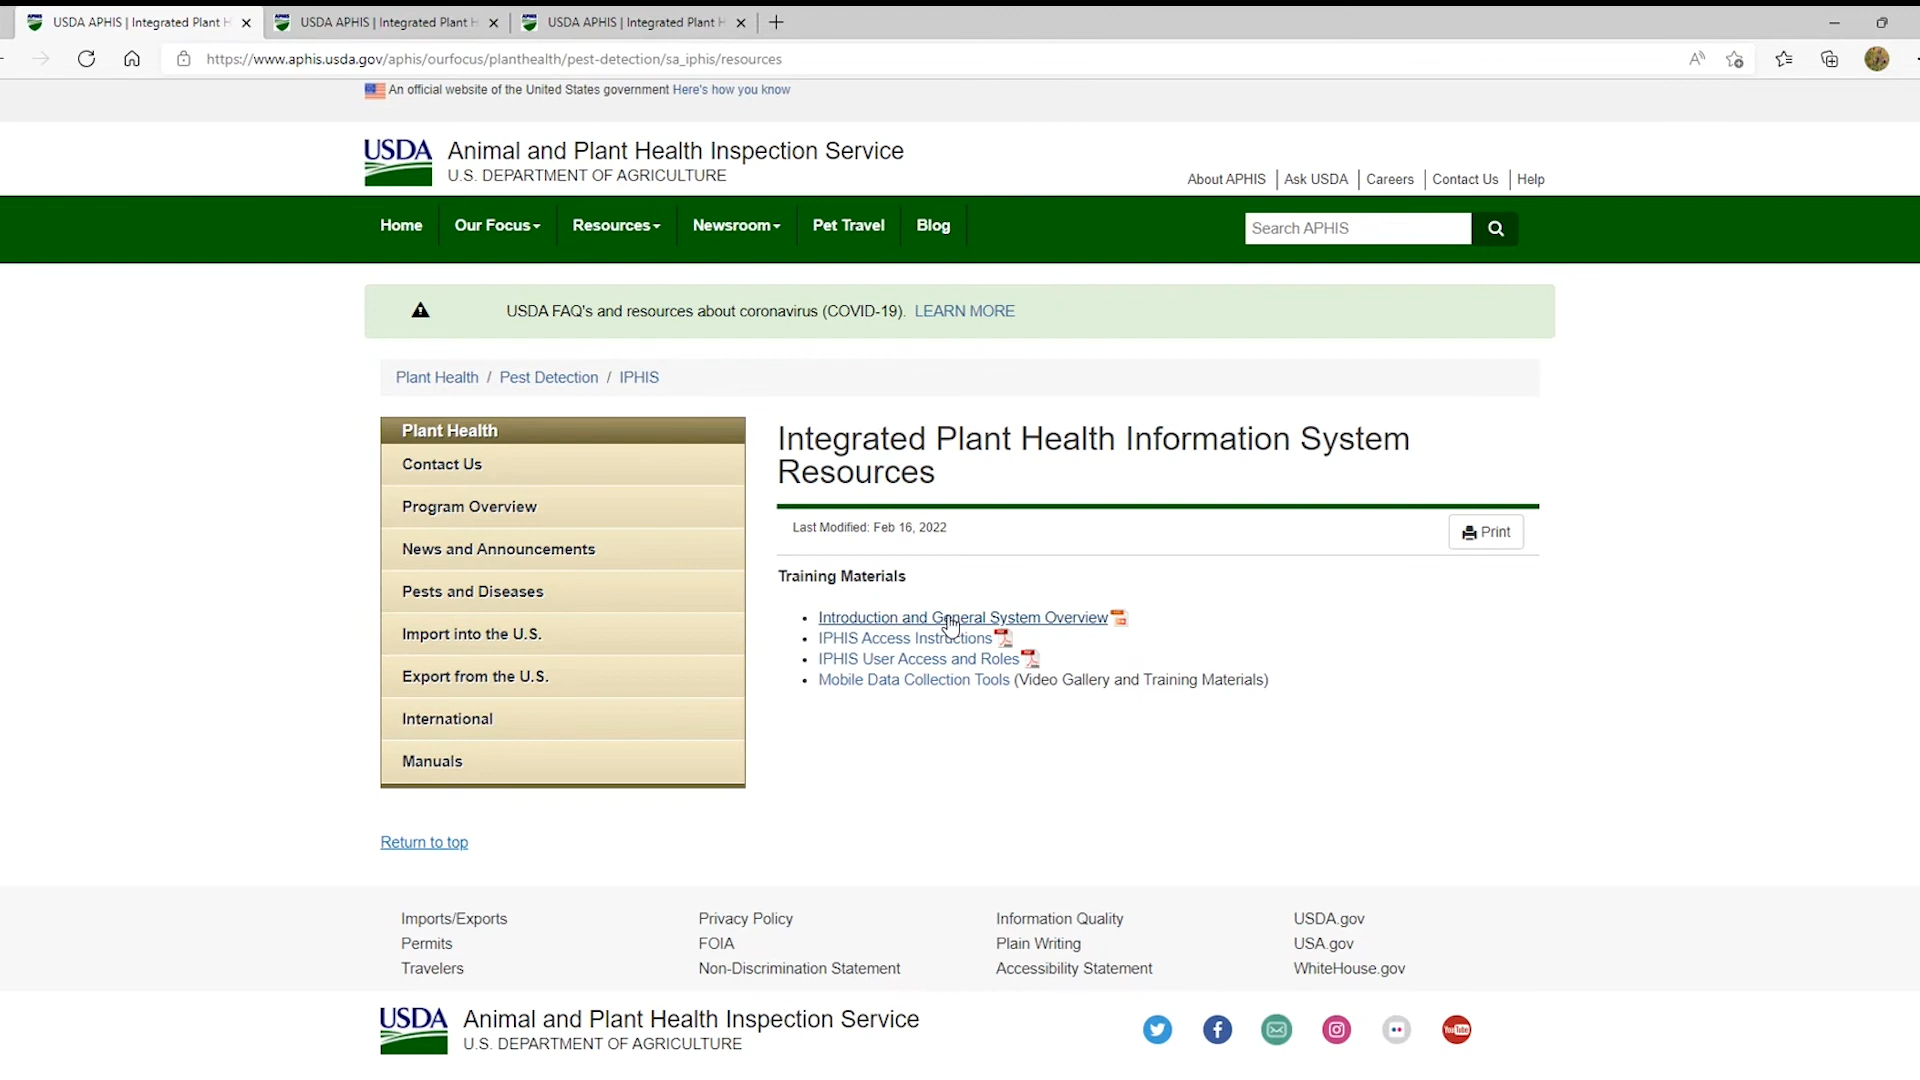 USDA APHIS | Integrated Plant H
USDA APHIS | Integrated Plant H
USDA APHIS | Integrated Plant H
https://www.aphis.usda.gov/aphis/ourfocus/planthealth/pest-detection/sa_iphis/resources
An official website of the United States government Here's how you know
USDA Animal and Plant Health Inspection Service
U.S. DEPARTMENT OF AGRICULTURE
About APHIS Ask USDA Careers Contact Us Help
Home Our Focus Resources Newsroom Pet Travel Blog Search APHIS
USDA FAQ's and resources about coronavirus (COVID-19). LEARN MORE
Plant Health / Pest Detection / IPHIS
Plant Health
Contact Us
Program Overview
News and Announcements
Pests and Diseases
Import into the U.S.
Export from the U.S.
International
Manuals
Integrated Plant Health Information System
Resources
Last Modified: Feb 16, 2022
Print
Training Materials
Introduction and General System Overview
IPHIS Access Instructions
IPHIS User Access and Roles
Mobile Data Collection Tools (Video Gallery and Training Materials)
Return to top
Imports/Exports
Permits
Travelers
Privacy Policy
FOIA
Non-Discrimination Statement
Information Quality
Plain Writing
Accessibility Statement
USDA.gov
USA.gov
WhiteHouse.gov
USDA Animal and Plant Health Inspection Service
U.S. DEPARTMENT OF AGRICULTURE